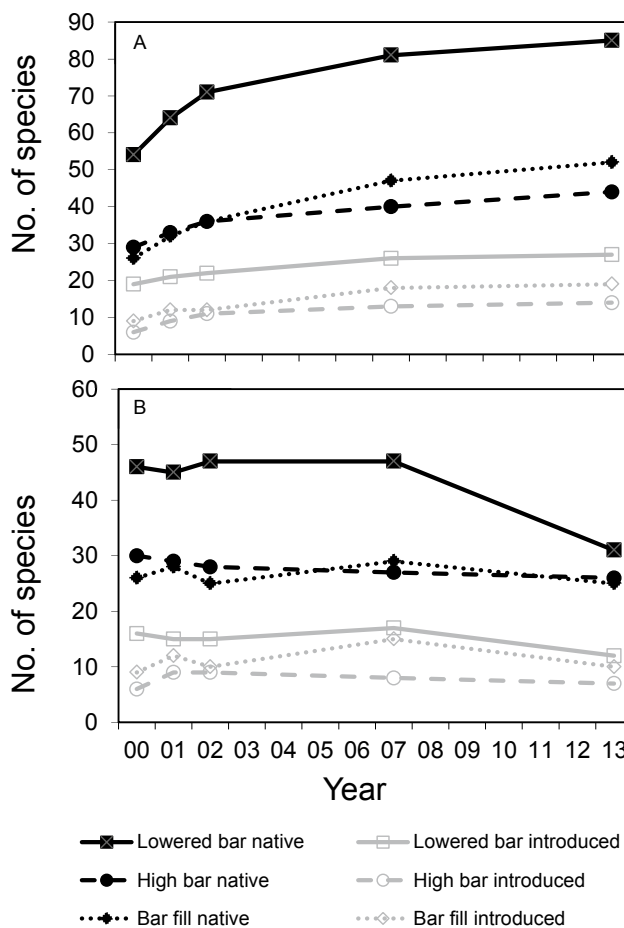 90
80
70
60
50
40
30
20
10
0
A
No. of species
60
50
40
30
20
10
0
B
No. of species
00 01 02 03 04 05 06 07 08 09 10 11 12 13
Year
Lowered bar native Lowered bar introduced
High bar native High bar introduced
Bar fill native Bar fill introduced